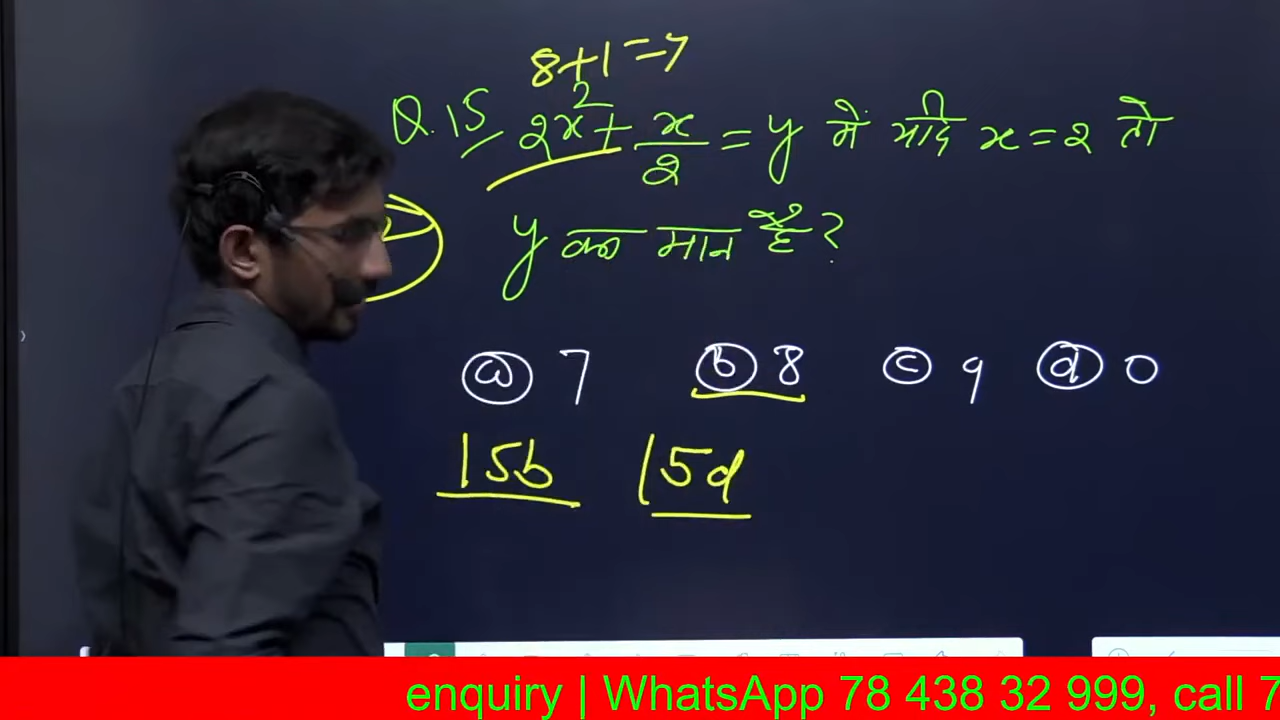 8+1=7
Q.15 2x²+x/2=y में यदि x=2 तो
y का मान है?
(a) 7 (b) 8 (c) 9 (d) 0
15b 15d
enquiry | WhatsApp 78 438 32 999, call 7